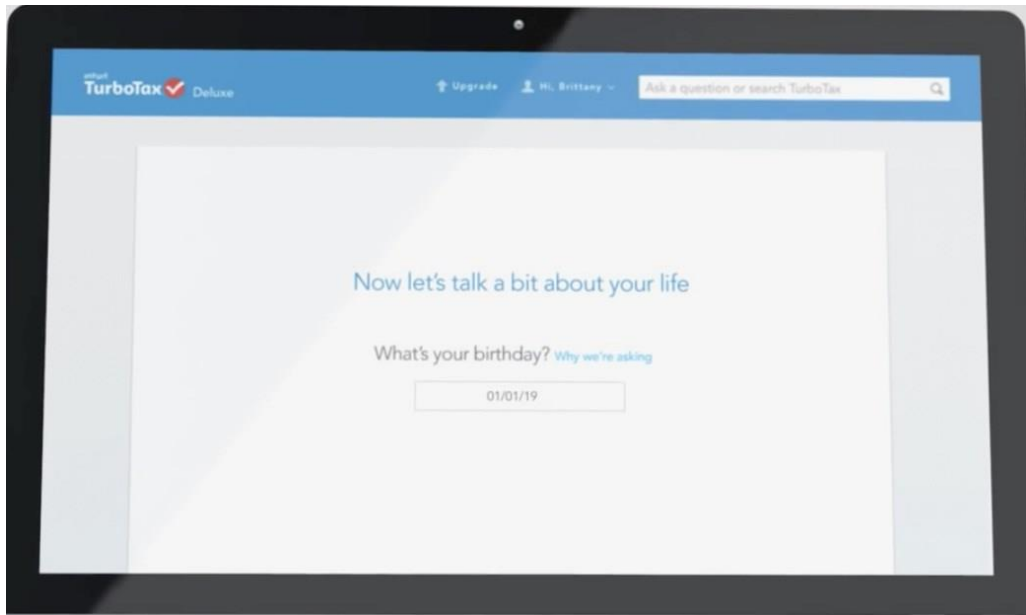 intuit
TurboTax Deluxe
Upgrade
Hi, Brittany
Ask a question or search TurboTax
Now let's talk a bit about your life
What's your birthday? Why we're asking
01/01/19